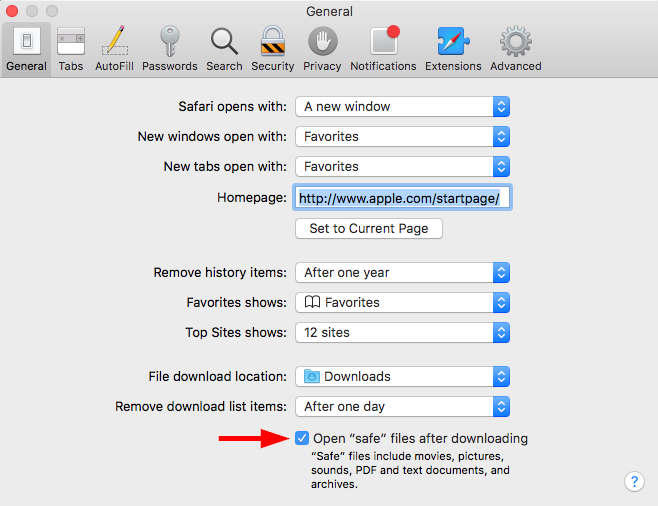 General
General Tabs AutoFill Passwords Search Security Privacy Notifications Extensions Advanced
Safari opens with: A new window
New windows open with: Favorites
New tabs open with: Favorites
Homepage: http://www.apple.com/startpage/
Set to Current Page
Remove history items: After one year
Favorites shows: Favorites
Top Sites shows: 12 sites
File download location: Downloads
Remove download list items: After one day
Open “safe” files after downloading
“Safe” files include movies, pictures,
sounds, PDF and text documents, and
archives.
?